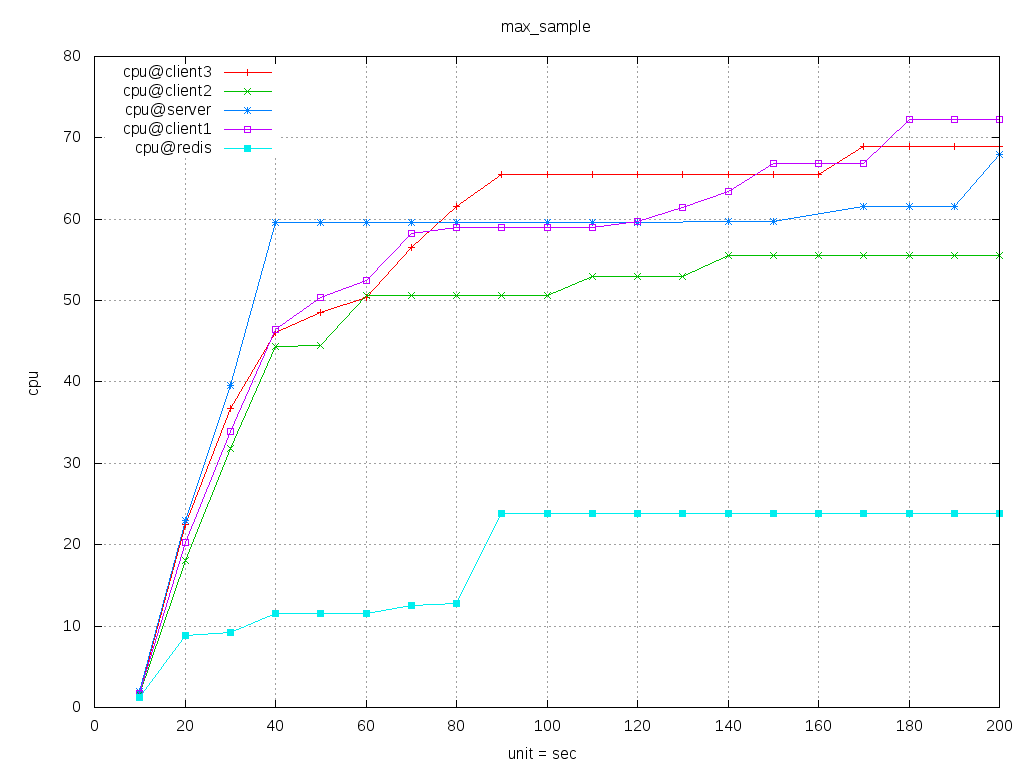 max_sample
80
70
60
50
40
30
20
10
0
cpu@client3
cpu@client2
cpu@server
cpu@client1
cpu@redis
cpu
0 20 40 60 80 100 120 140 160 180 200
unit = sec